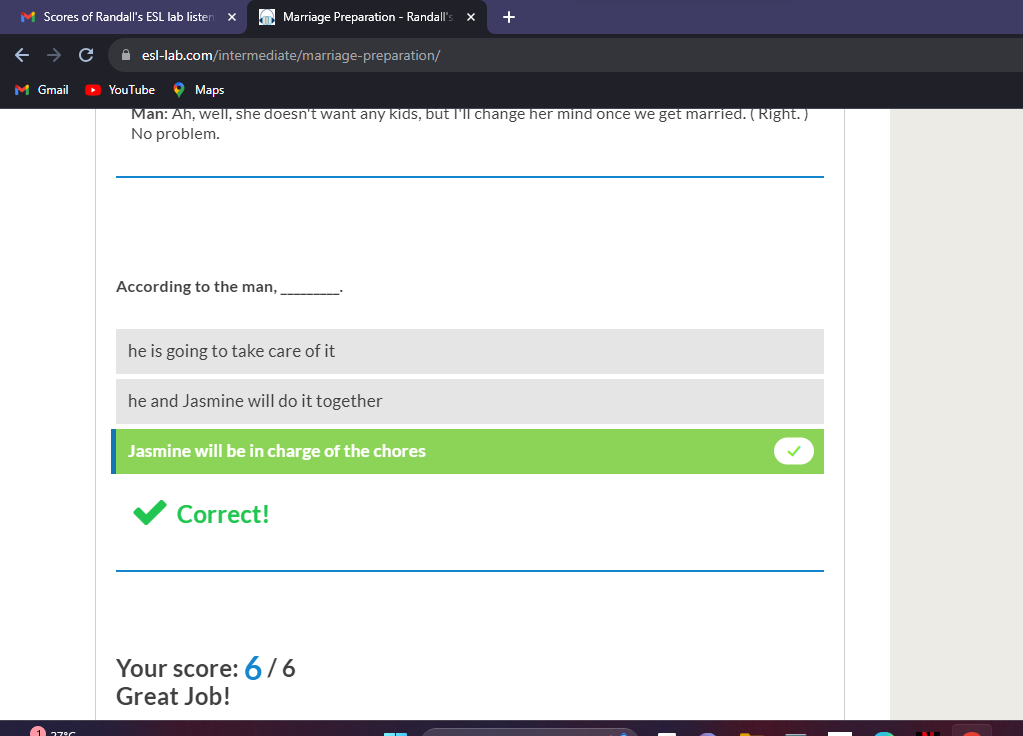 Scores of Randall's ESL lab listen
Marriage Preparation - Randall's
esl-lab.com/intermediate/marriage-preparation/
Gmail
YouTube
Maps
Man: Ah, well, she doesn't want any kids, but I'll change her mind once we get married. ( Right. )
No problem.
According to the man, _________.
he is going to take care of it
he and Jasmine will do it together
Jasmine will be in charge of the chores
Correct!
Your score: 6 / 6
Great Job!
1
27°C